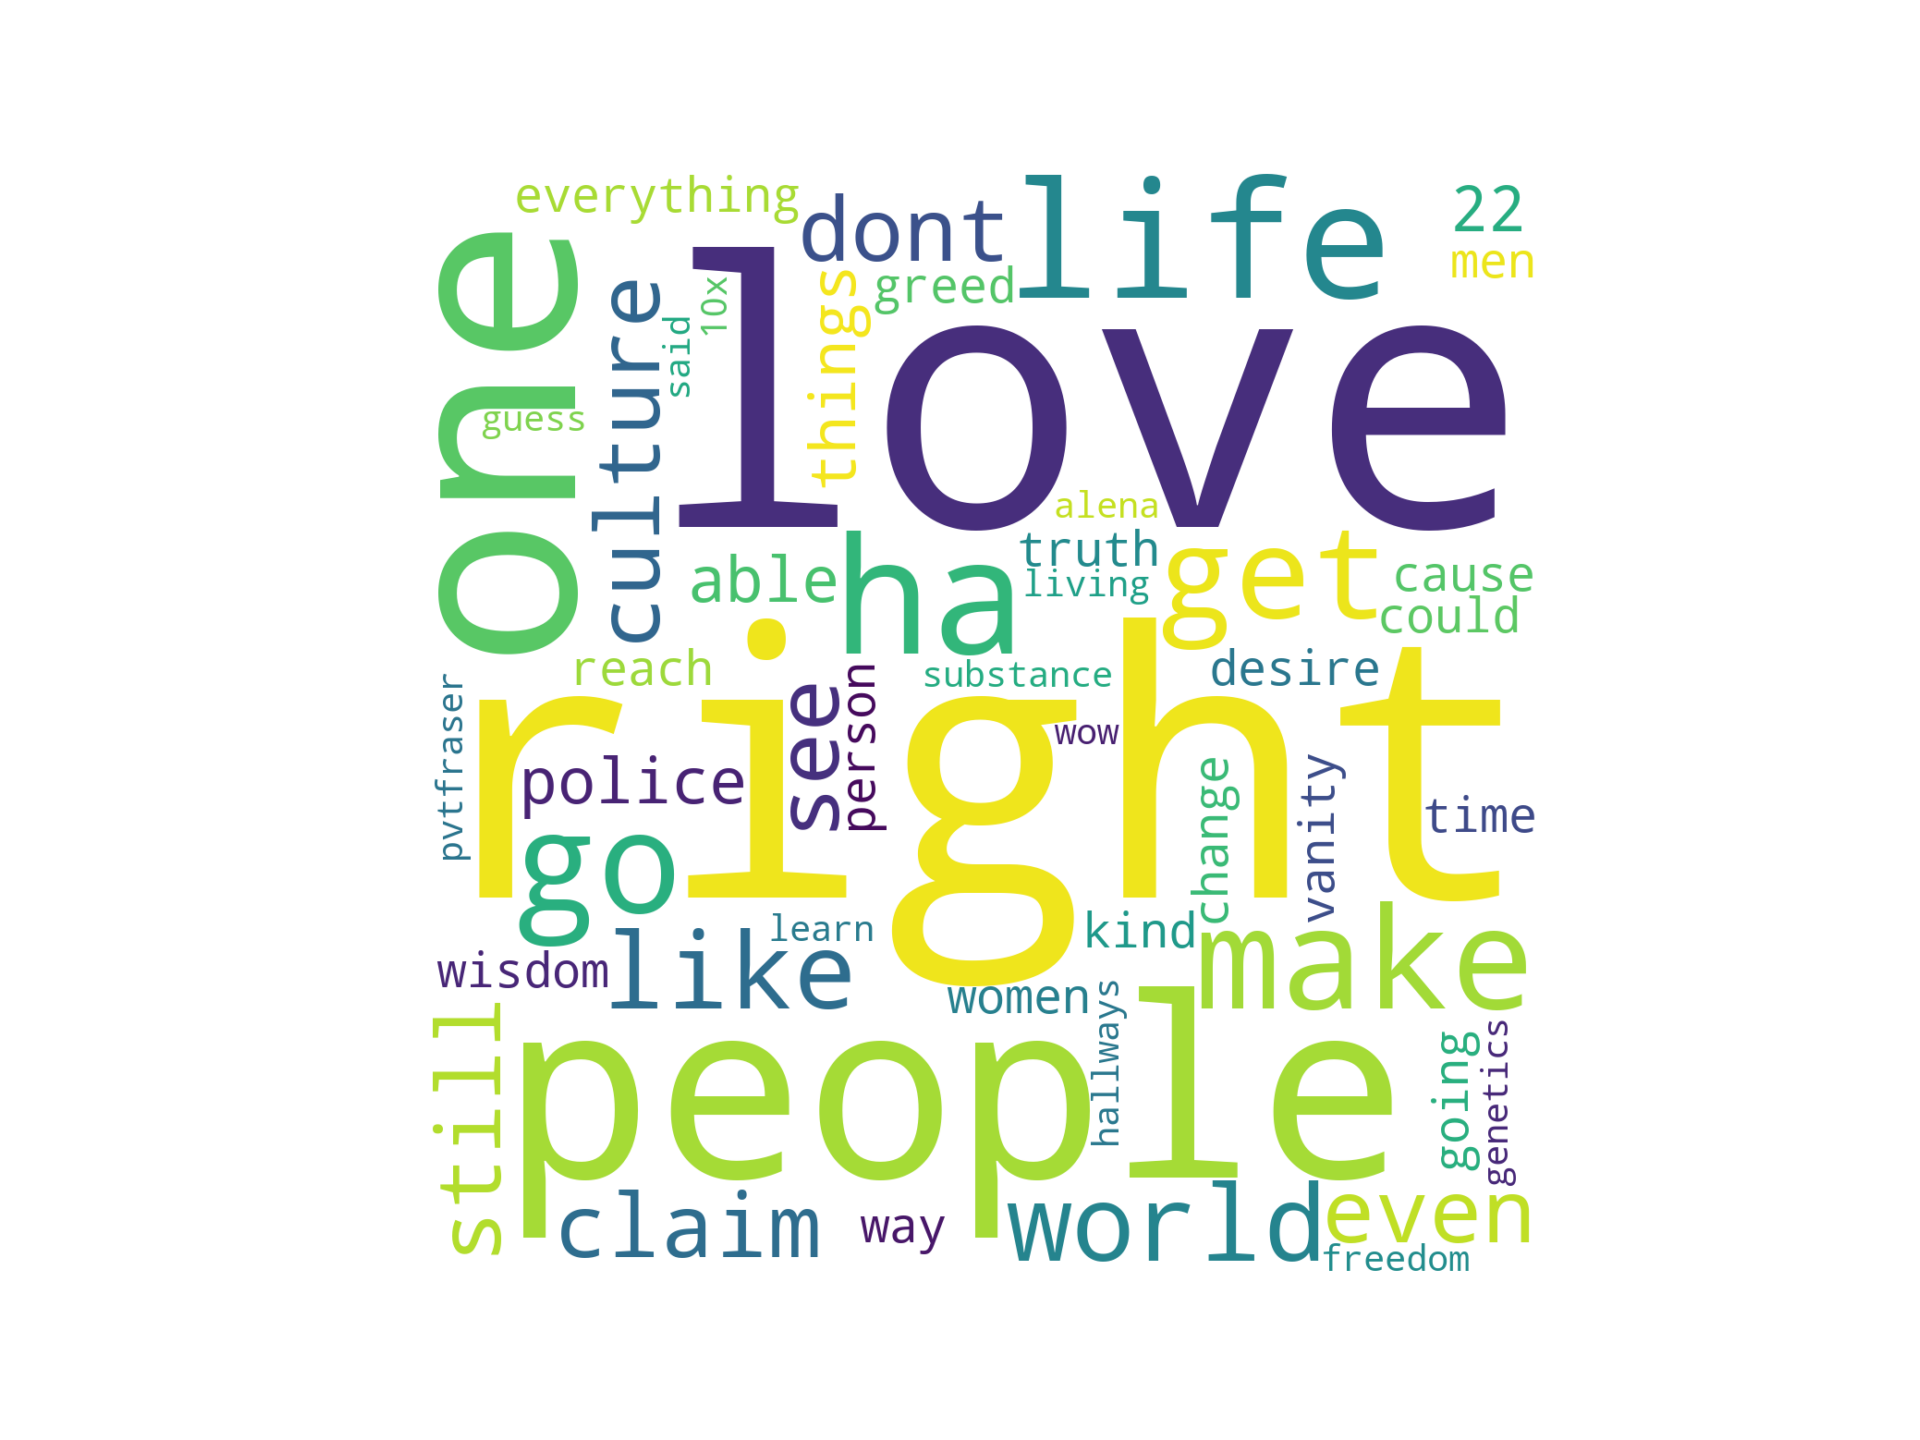 everything
dont
life
22
men
greed
one
love
culture
said
10x
things
guess
alena
truth
living
able
ha
get
cause
could
reach
substance
desire
right
see
person
wow
pvtfraser
police
go
change
vanity
time
learn
kind
wisdom
like
women
make
hallways
still
people
going
genetics
claim
way
world
even
freedom